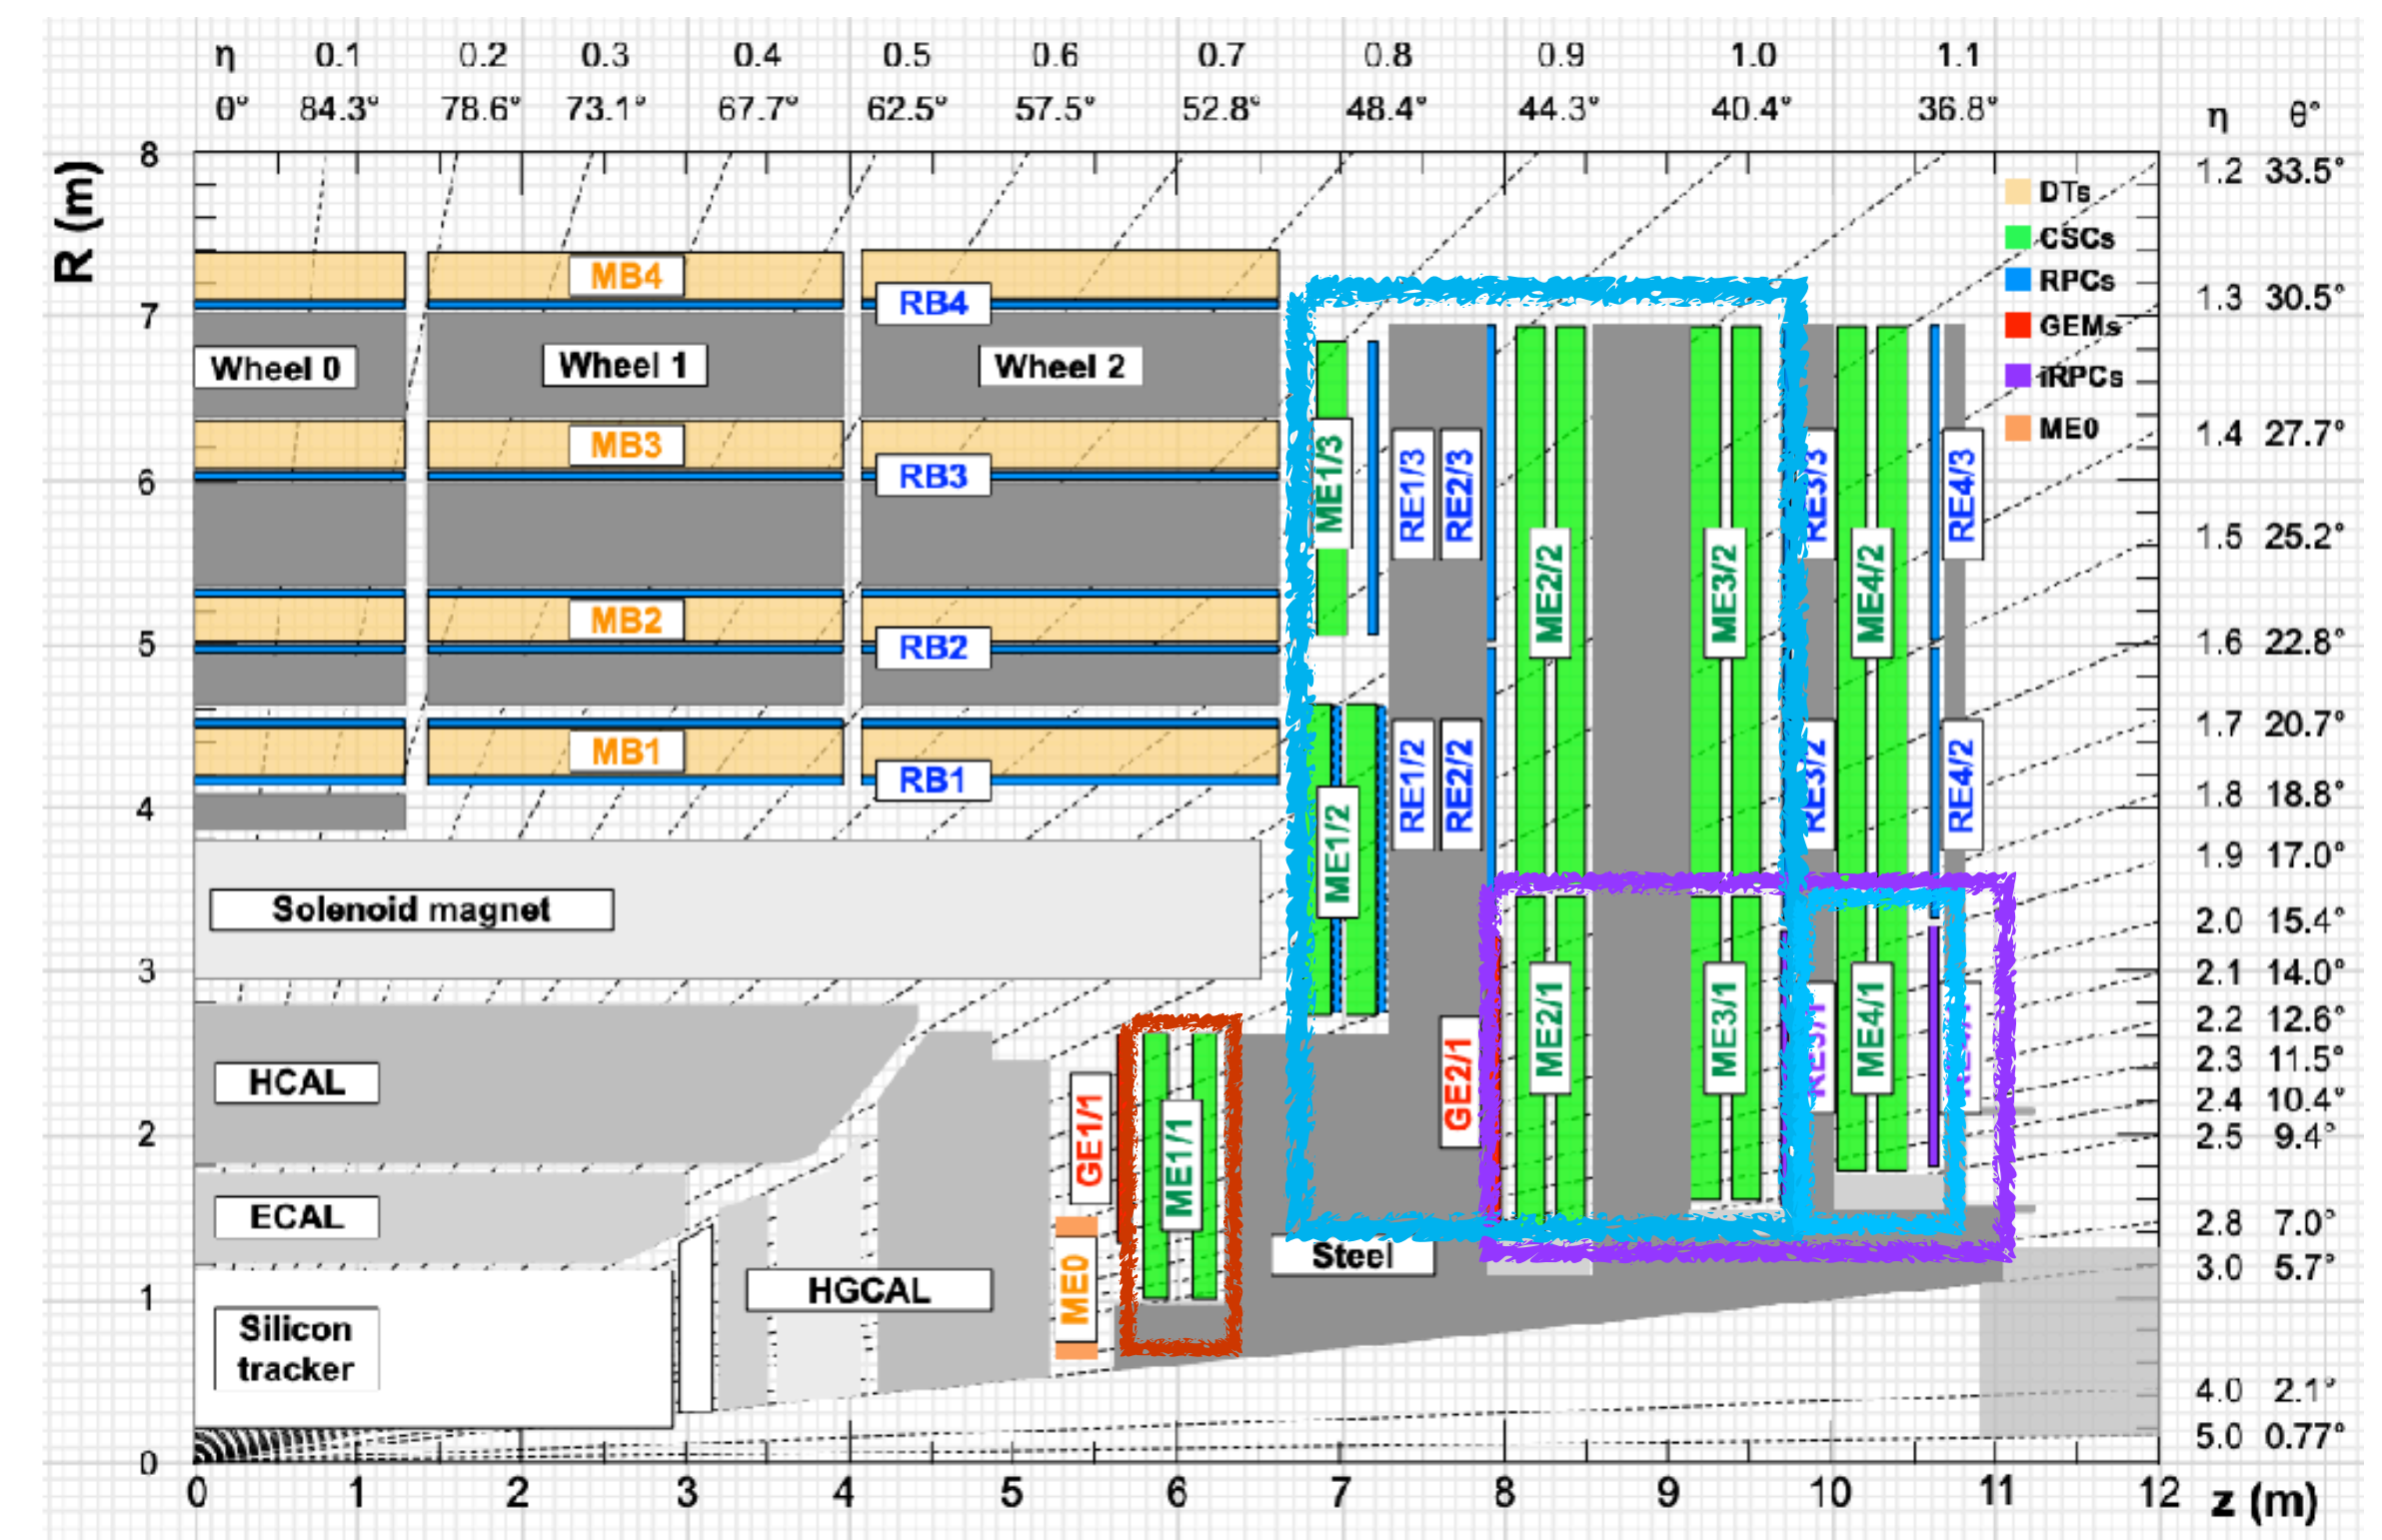 η 0.1 0.2 0.3 0.4 0.5 0.6 0.7 0.8 0.9 1.0 1.1
θ° 84.3° 78.6° 73.1° 67.7° 62.5° 57.5° 52.8° 48.4° 44.3° 40.4° 36.8° η θ°
R (m)
8
7
6
5
4
3
2
1
0
1.2 33.5°
1.3 30.5°
1.4 27.7°
1.5 25.2°
1.6 22.8°
1.7 20.7°
1.8 18.8°
1.9 17.0°
2.0 15.4°
2.1 14.0°
2.2 12.6°
2.3 11.5°
2.4 10.4°
2.5 9.4°
2.8 7.0°
3.0 5.7°
4.0 2.1°
5.0 0.77°
DTs
CSCs
RPCs
GEMs
iRPCs
ME0
MB4
RB4
Wheel 0
Wheel 1
Wheel 2
MB3
RB3
MB2
RB2
MB1
RB1
ME1/3
RE1/3
RE2/3
ME2/2
ME3/2
RE3/3
ME4/2
RE4/3
ME1/2
RE1/2
RE2/2
RE3/2
RE4/2
Solenoid magnet
HCAL
ECAL
Silicon
tracker
HGCAL
GE1/1
ME0
ME1/1
GE2/1
ME2/1
ME3/1
ME4/1
Steel
0 1 2 3 4 5 6 7 8 9 10 11 12 z (m)